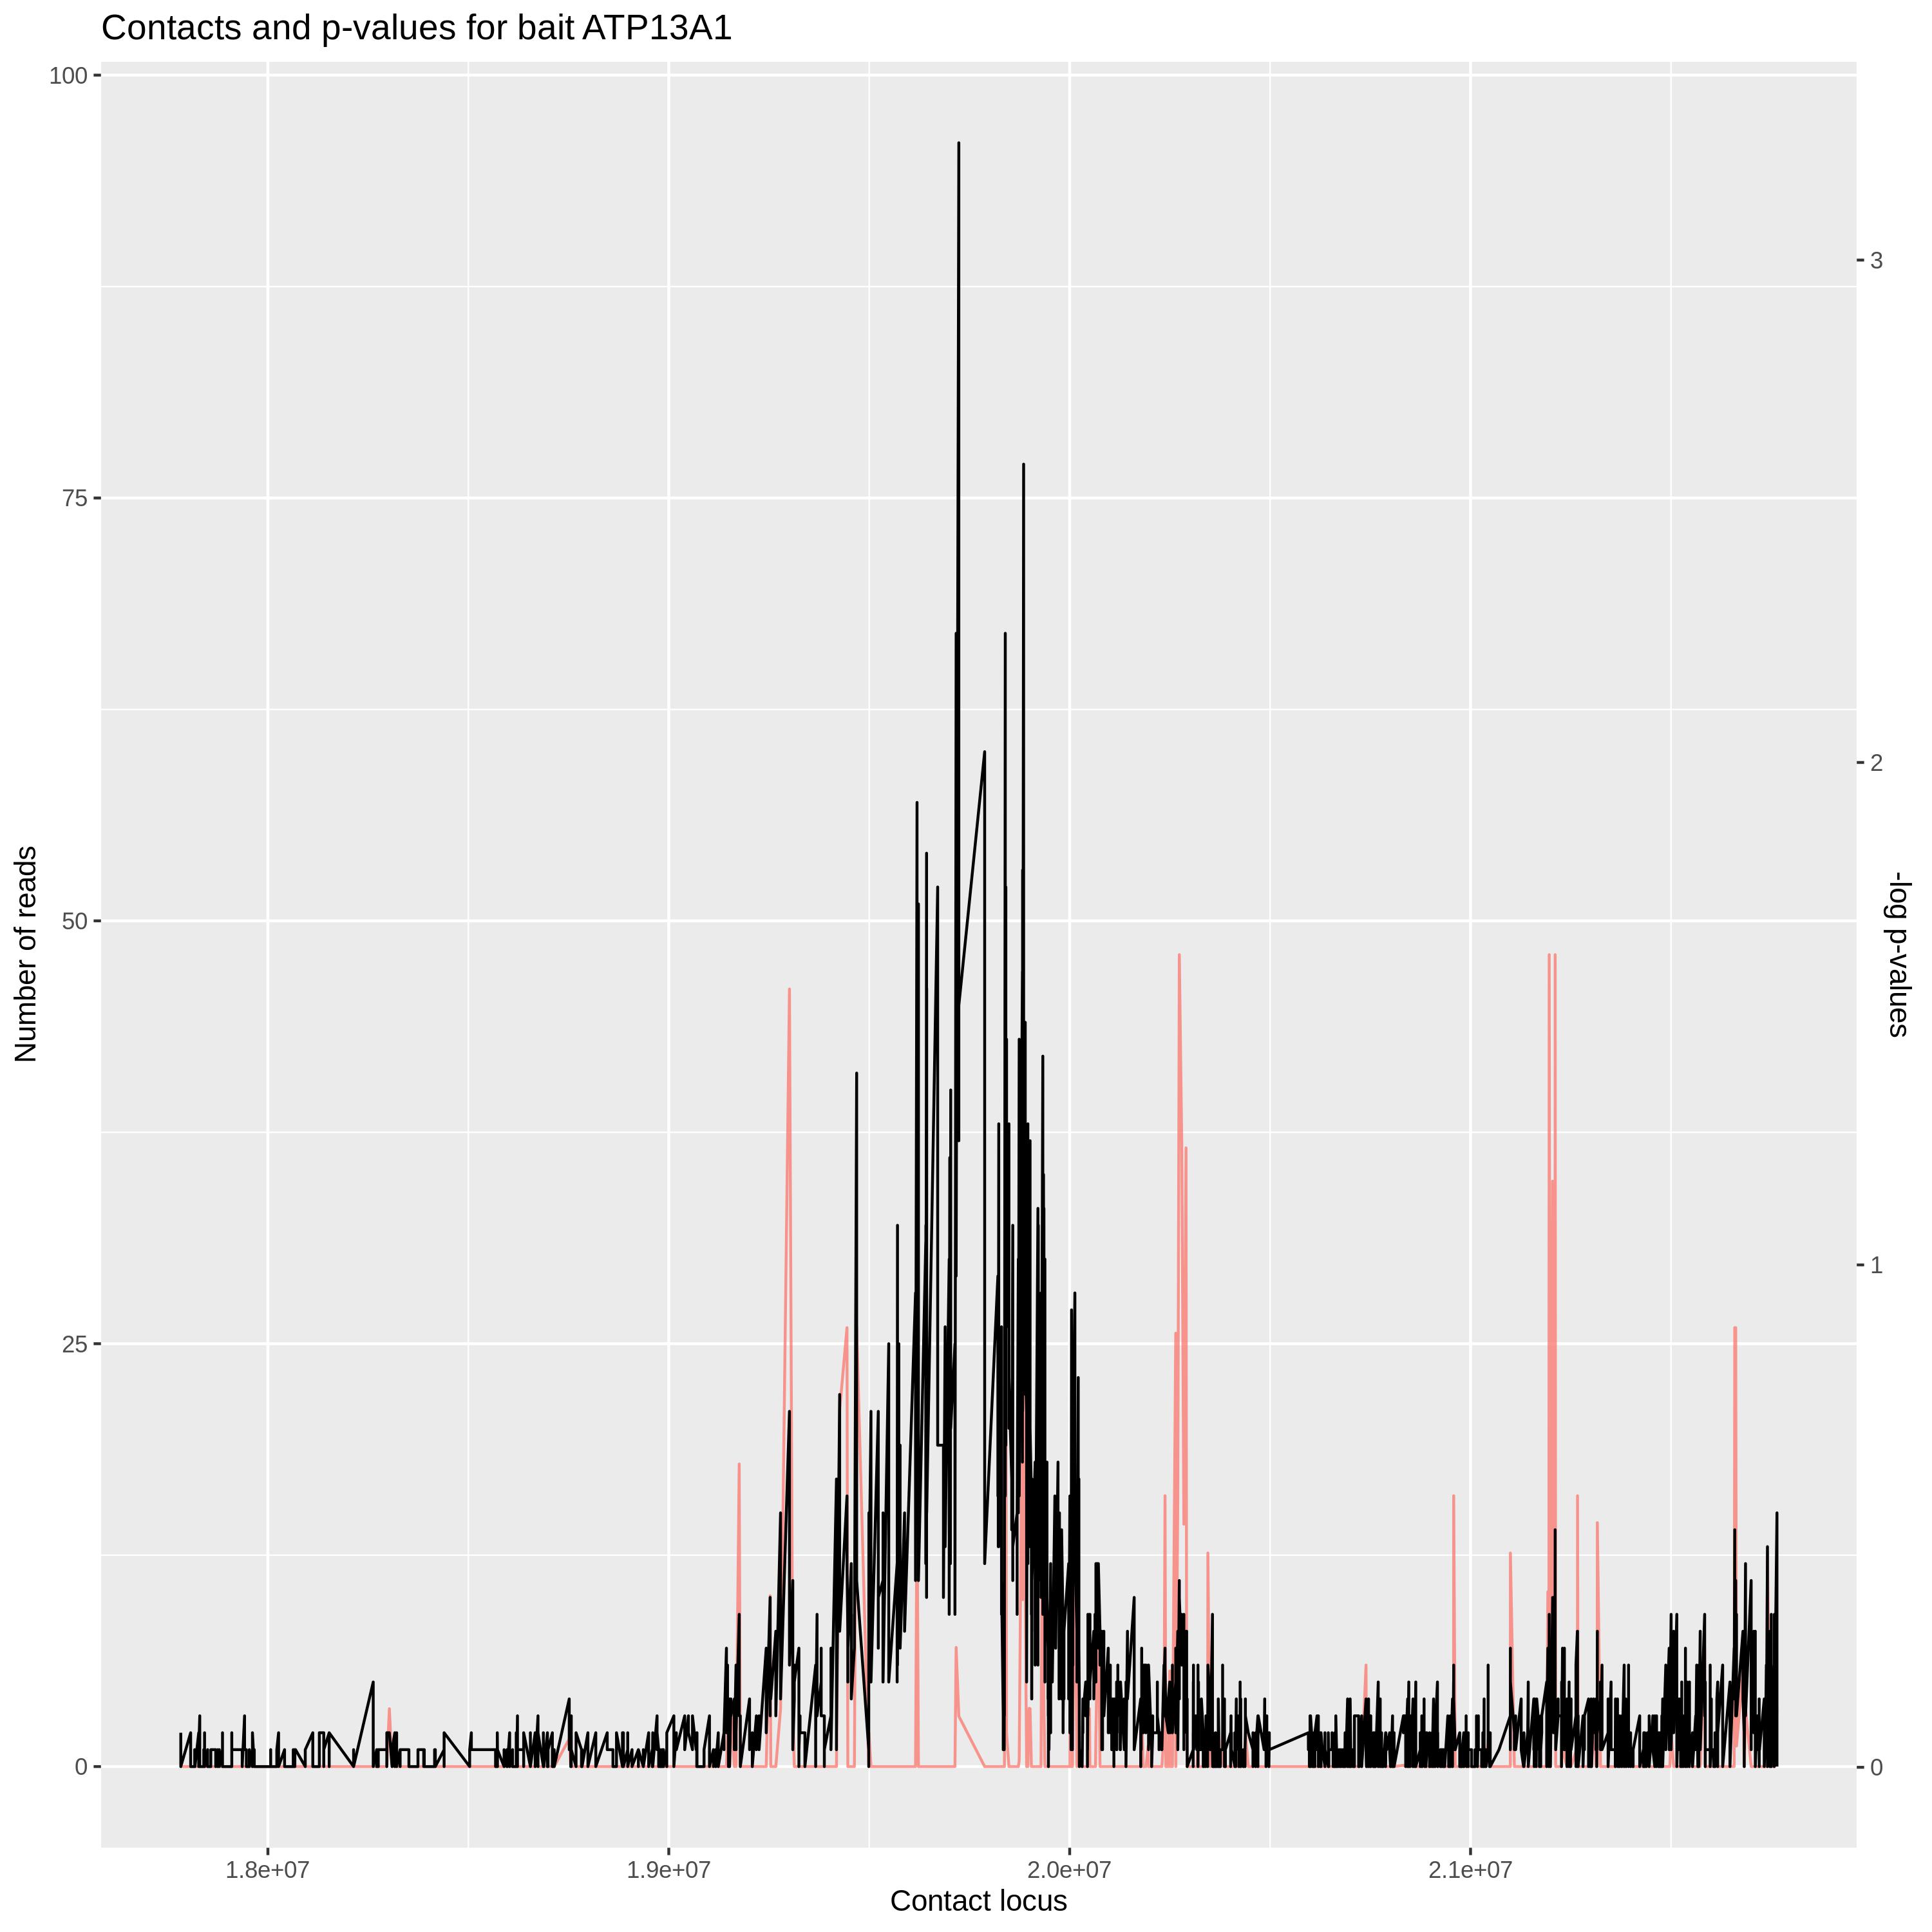 Contacts and p-values for bait ATP13A1
100
75
50
25
0
Number of reads
3
2
1
0
-log p-values
1.8e+07
1.9e+07
2.0e+07
2.1e+07
Contact locus